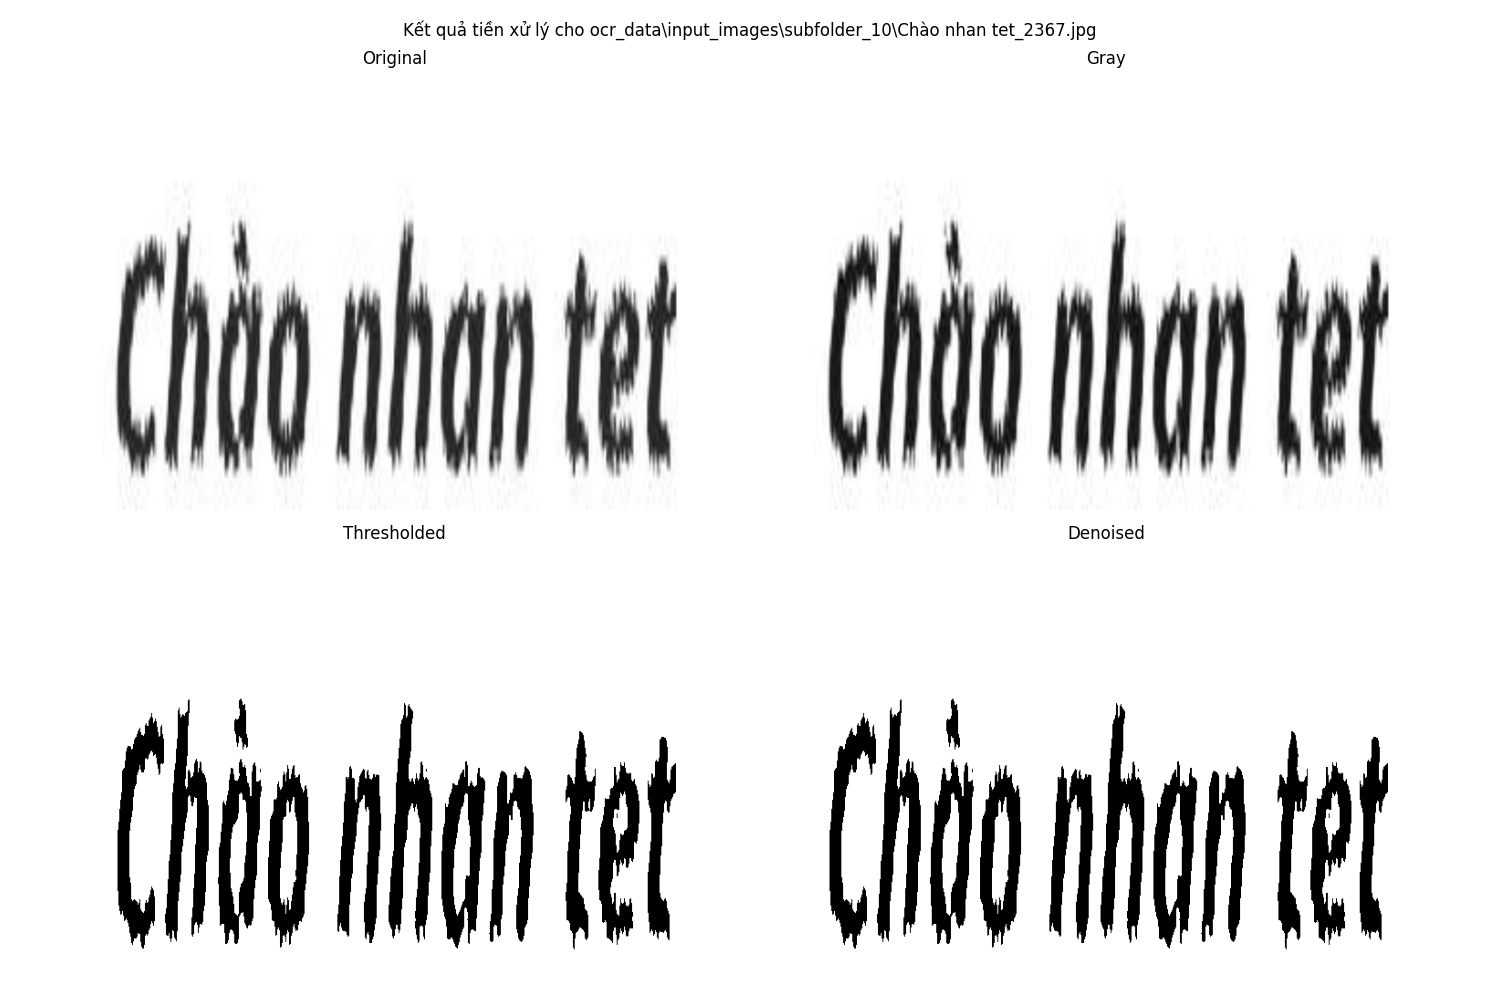 Kết quả tiền xử lý cho ocr_data\input_images\subfolder_10\Chào nhan tet_2367.jpg
Original
Gray
Chào nhan tet
Chào nhan tet
Thresholded
Denoised
Chào nhan tet
Chào nhan tet